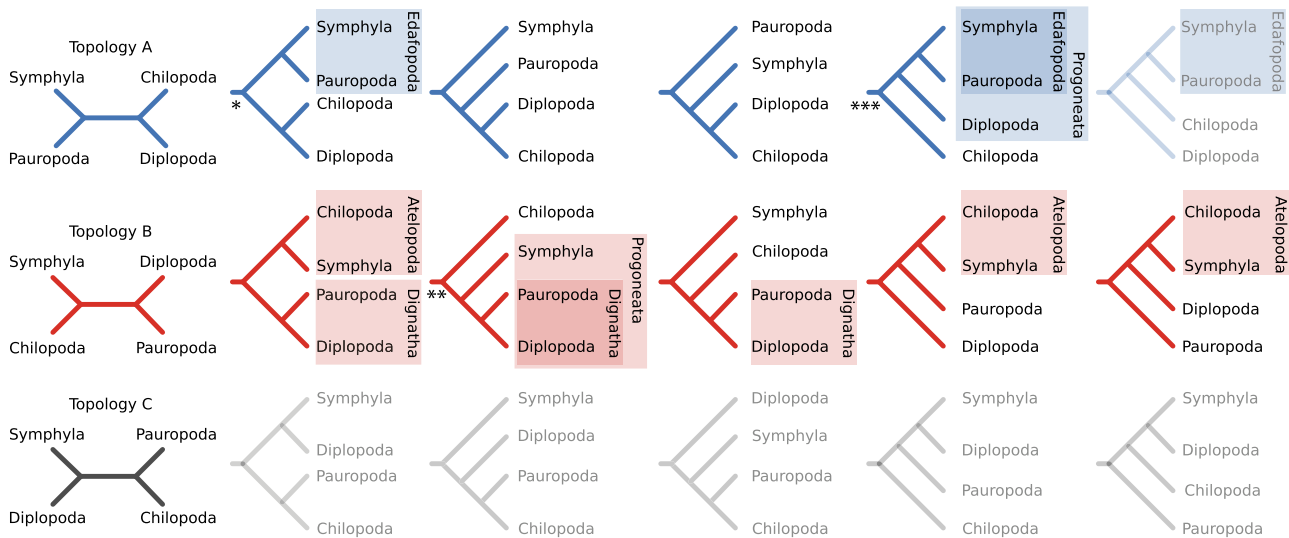 Topology A
Symphyla
Chilopoda
Pauropoda
Diplopoda
*
Symphyla
Pauropoda
Edafopoda
Chilopoda
Diplopoda
Symphyla
Pauropoda
Diplopoda
Chilopoda
Pauropoda
Symphyla
Diplopoda
Chilopoda
***
Symphyla
Pauropoda
Edafopoda
Diplopoda
Progoneata
Chilopoda
Symphyla
Pauropoda
Edafopoda
Chilopoda
Diplopoda
Topology B
Symphyla
Diplopoda
Chilopoda
Pauropoda
Chilopoda
Symphyla
Atelopoda
Pauropoda
Diplopoda
Dignatha
**
Chilopoda
Symphyla
Pauropoda
Diplopoda
Dignatha
Progoneata
Symphyla
Chilopoda
Pauropoda
Diplopoda
Dignatha
Chilopoda
Symphyla
Atelopoda
Pauropoda
Diplopoda
Chilopoda
Symphyla
Atelopoda
Diplopoda
Pauropoda
Topology C
Symphyla
Pauropoda
Diplopoda
Chilopoda
Symphyla
Diplopoda
Pauropoda
Chilopoda
Symphyla
Diplopoda
Pauropoda
Chilopoda
Diplopoda
Symphyla
Pauropoda
Chilopoda
Symphyla
Diplopoda
Pauropoda
Chilopoda
Symphyla
Diplopoda
Chilopoda
Pauropoda